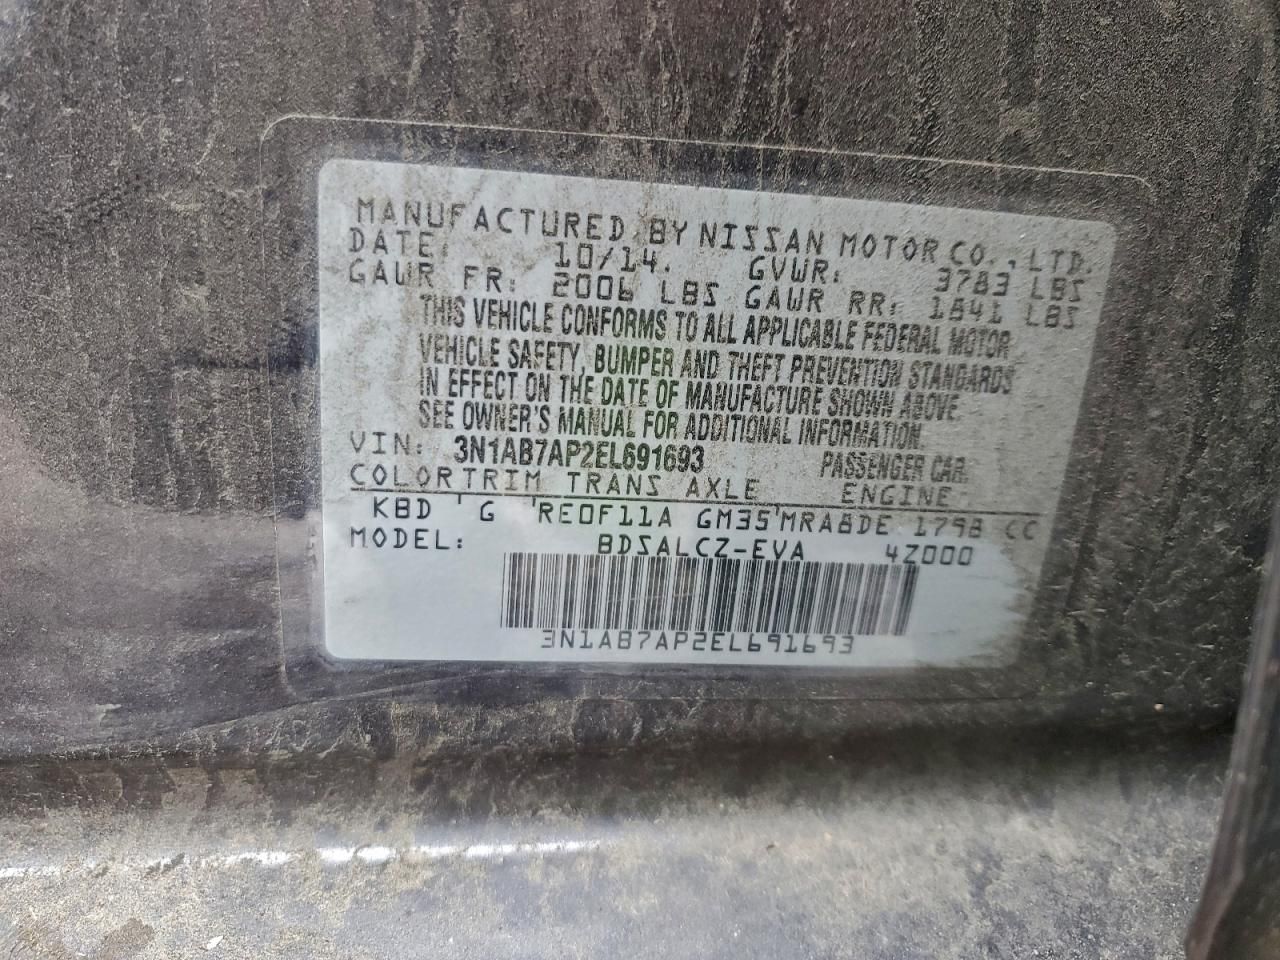 MANUFACTURED BY NISSAN MOTOR CO., LTD.
DATE: 10/14. GVWR: 3783 LBS
GAWR FR: 2006 LBS GAWR RR: 1841 LBS
THIS VEHICLE CONFORMS TO ALL APPLICABLE FEDERAL MOTOR
VEHICLE SAFETY, BUMPER AND THEFT PREVENTION STANDARDS
IN EFFECT ON THE DATE OF MANUFACTURE SHOWN ABOVE.
SEE OWNER'S MANUAL FOR ADDITIONAL INFORMATION.
VIN: 3N1AB7AP2EL691693 PASSENGER CAR.
COLOR TRIM TRANS AXLE ENGINE
KBD G RE0F11A GM35 MRA8DE 1798 CC
MODEL: BDSALCZ-EVA 4Z000
3N1AB7AP2EL691693